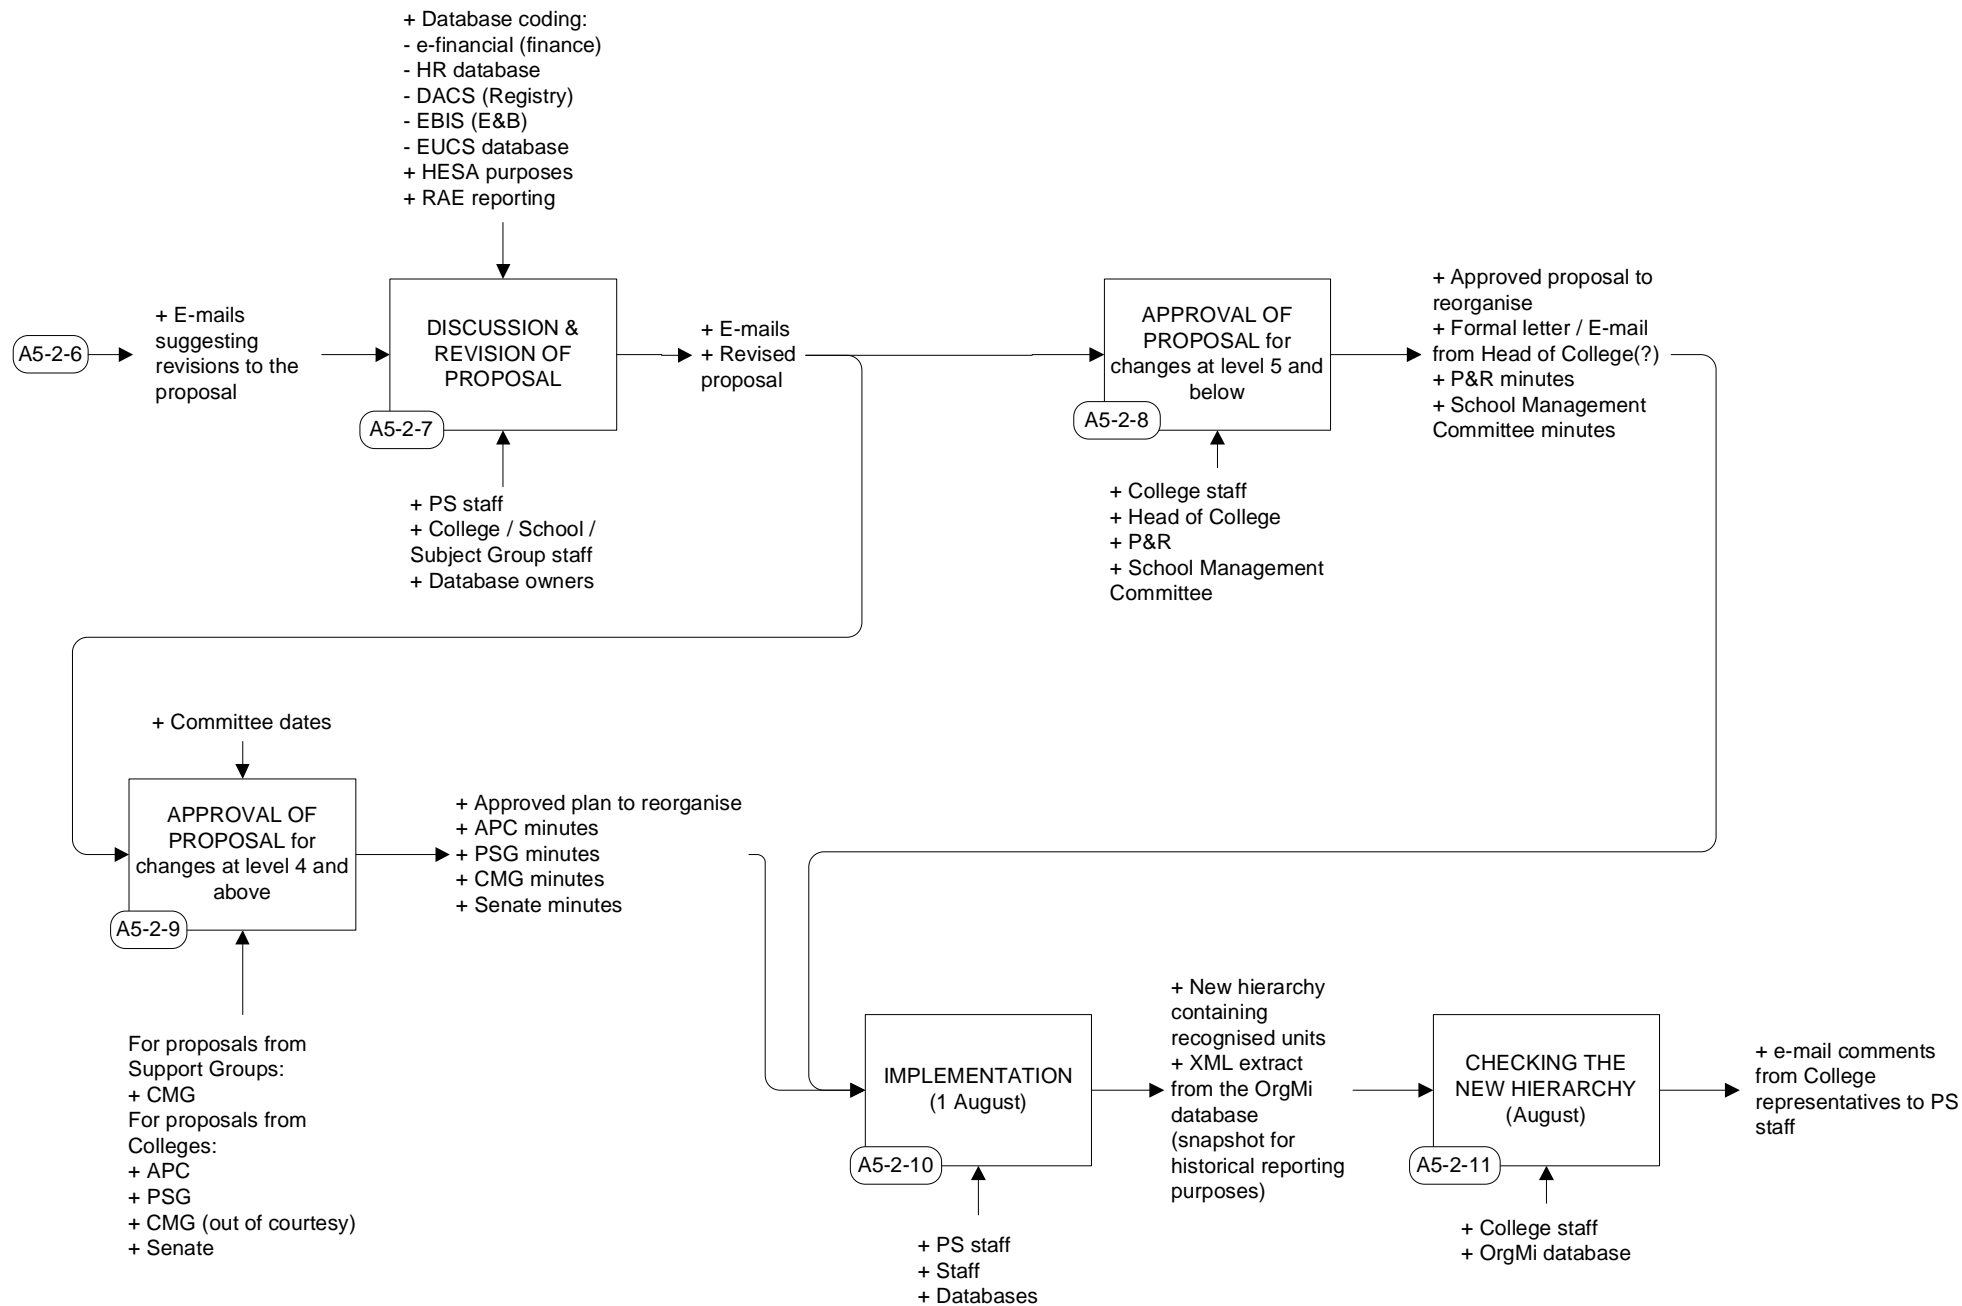 + Database coding:
- e-financial (finance)
- HR database
- DACS (Registry)
- EBIS (E&B)
- EUCS database
+ HESA purposes
+ RAE reporting
A5-2-6
+ E-mails
suggesting
revisions to the
proposal
DISCUSSION &
REVISION OF
PROPOSAL
A5-2-7
+ PS staff
+ College / School /
Subject Group staff
+ Database owners
+ E-mails
+ Revised
proposal
APPROVAL OF
PROPOSAL for
changes at level 5 and
below
A5-2-8
+ College staff
+ Head of College
+ P&R
+ School Management
Committee
+ Approved proposal to
reorganise
+ Formal letter / E-mail
from Head of College(?)
+ P&R minutes
+ School Management
Committee minutes
+ Committee dates
APPROVAL OF
PROPOSAL for
changes at level 4 and
above
A5-2-9
For proposals from
Support Groups:
+ CMG
For proposals from
Colleges:
+ APC
+ PSG
+ CMG (out of courtesy)
+ Senate
+ Approved plan to reorganise
+ APC minutes
+ PSG minutes
+ CMG minutes
+ Senate minutes
IMPLEMENTATION
(1 August)
A5-2-10
+ PS staff
+ Staff
+ Databases
+ New hierarchy
containing
recognised units
+ XML extract
from the OrgMi
database
(snapshot for
historical reporting
purposes)
CHECKING THE
NEW HIERARCHY
(August)
A5-2-11
+ College staff
+ OrgMi database
+ e-mail comments
from College
representatives to PS
staff